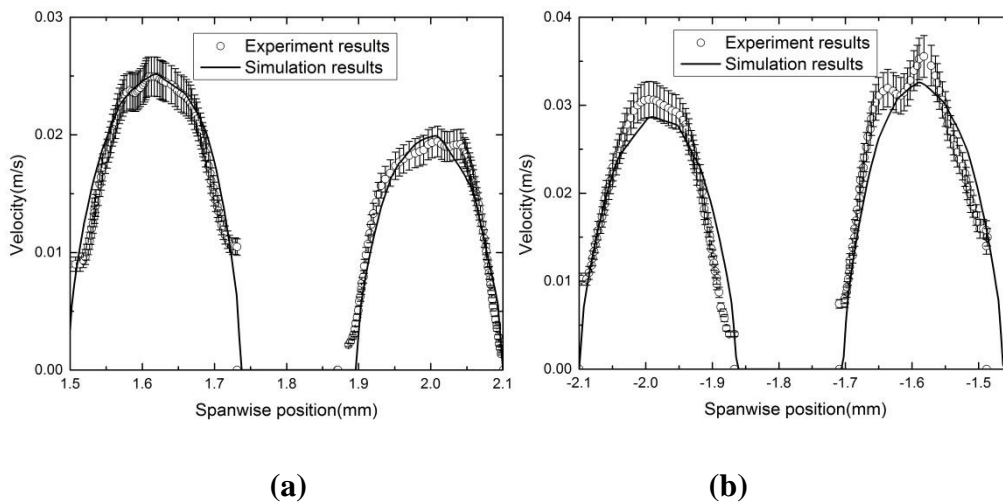 0.03
0.02
0.01
0.00
Velocity(m/s)
Experiment results
Simulation results
1.5 1.6 1.7 1.8 1.9 2.0 2.1
Spanwise position(mm)
(a)
0.04
0.03
0.02
0.01
0.00
Velocity(m/s)
Experiment results
Simulation results
-2.1 -2.0 -1.9 -1.8 -1.7 -1.6 -1.5
Spanwise position(mm)
(b)